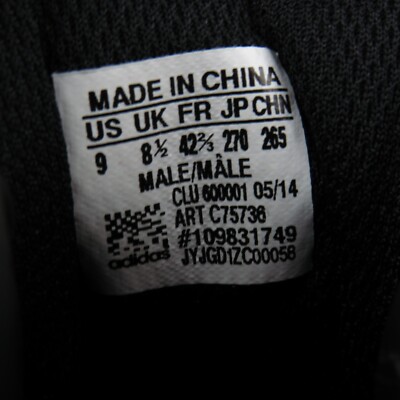 MADE IN CHINA
US UK FR JP CHN
9 8½ 42⅔ 270 265
MALE/MÂLE
CLU 600001 05/14
ART C75736
#109831749
adidas JYJGD1ZC00058